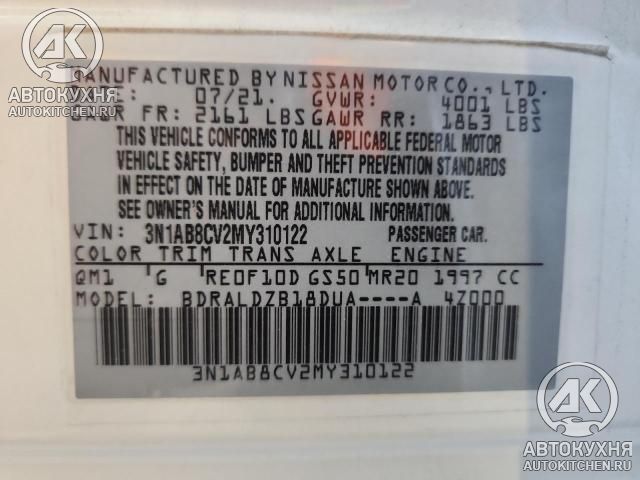 АВТОКУХНЯ
AUTOKITCHEN.RU
MANUFACTURED BY NISSAN MOTOR CO., LTD.
DATE: 07/21. GVWR: 4001 LBS
GAWR FR: 2161 LBS GAWR RR: 1863 LBS
THIS VEHICLE CONFORMS TO ALL APPLICABLE FEDERAL MOTOR
VEHICLE SAFETY, BUMPER AND THEFT PREVENTION STANDARDS
IN EFFECT ON THE DATE OF MANUFACTURE SHOWN ABOVE.
SEE OWNER'S MANUAL FOR ADDITIONAL INFORMATION.
VIN: 3N1AB8CV2MY310122 PASSENGER CAR.
COLOR TRIM TRANS AXLE ENGINE
QM1 G RE0F10D GS50 MR20 1997 CC
MODEL: BDRALDZB18DUA----A 4Z000
3N1AB8CV2MY310122
АВТОКУХНЯ
AUTOKITCHEN.RU